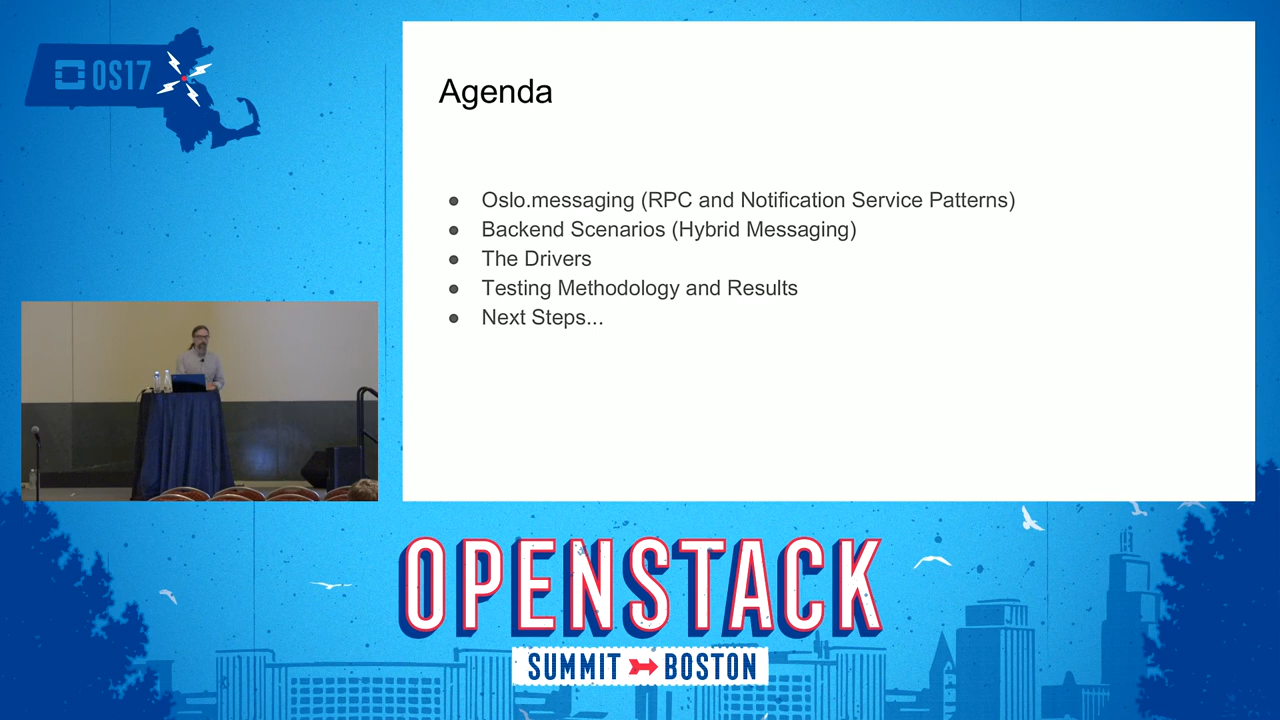 OS17
Agenda
● Oslo.messaging (RPC and Notification Service Patterns)
● Backend Scenarios (Hybrid Messaging)
● The Drivers
● Testing Methodology and Results
● Next Steps...
OPENSTACK
SUMMIT BOSTON